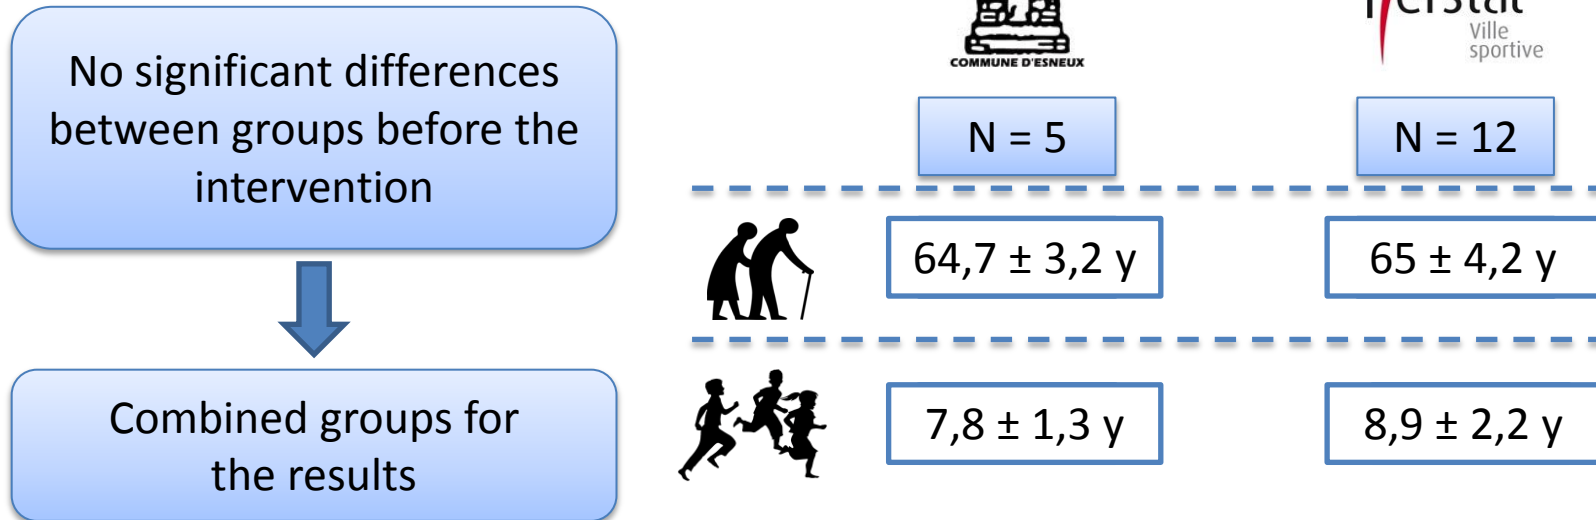 No significant differences
between groups before the
intervention
Combined groups for
the results
COMMUNE D'ESNEUX
Ville
sportive
N = 5
N = 12
64,7 ± 3,2 y
65 ± 4,2 y
7,8 ± 1,3 y
8,9 ± 2,2 y